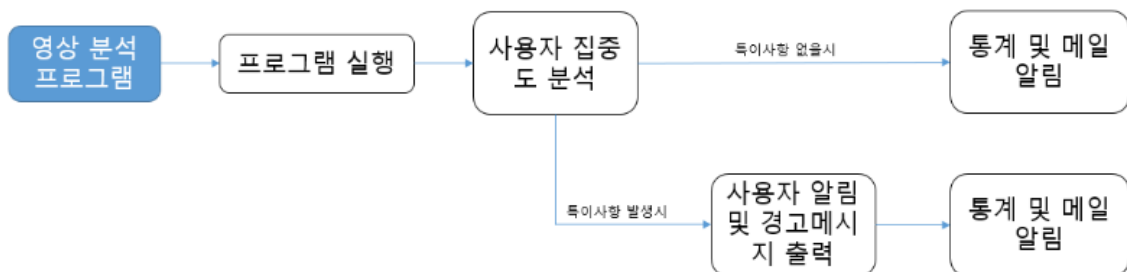 영상 분석
프로그램
프로그램 실행
사용자 집중
도 분석
특이사항 없을시
통계 및 메일
알림
특이사항 발생시
사용자 알림
및 경고메시
지 출력
통계 및 메일
알림